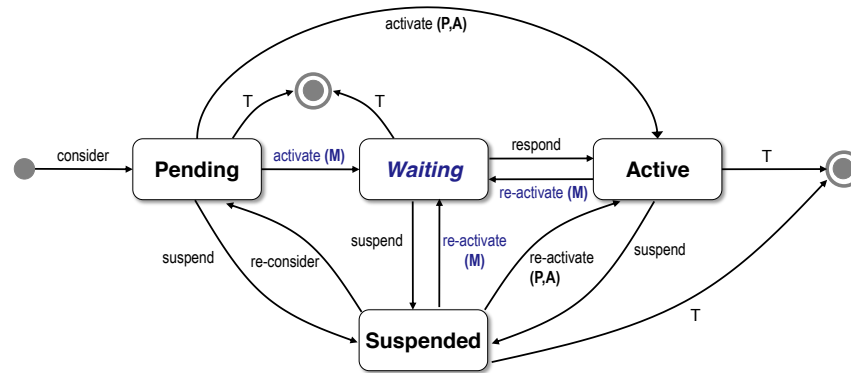 activate (P,A)
T
T
consider
Pending
activate (M)
Waiting
respond
re-activate (M)
Active
T
suspend
re-consider
suspend
re-activate
(M)
re-activate
(P,A)
suspend
T
Suspended